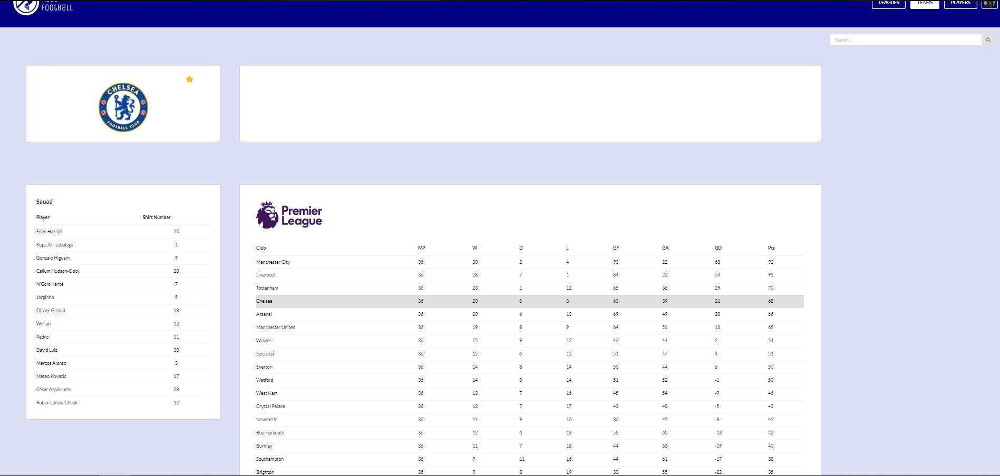 FOOTBALL
LEAGUES TEAMS PLAYERS
Search...
CHELSEA
FOOTBALL CLUB
Squad
Player Shirt Number
Eden Hazard 10
Kepa Arrizabalaga 1
Gonzalo Higuain 9
Callum Hudson-Odoi 20
N'Golo Kanté 7
Jorginho 5
Olivier Giroud 18
Willian 22
Pedro 11
David Luiz 30
Marcos Alonso 3
Mateo Kovacic 17
César Azpilicueta 28
Ruben Loftus-Cheek 12
Premier
League
Club MP W D L GF GA GD Pts
Manchester City 36 30 2 4 90 22 68 92
Liverpool 36 28 7 1 84 20 64 91
Tottenham 36 23 1 12 65 36 29 70
Chelsea 36 20 8 8 60 39 21 68
Arsenal 36 20 6 10 69 49 20 66
Manchester United 36 19 8 9 64 51 13 65
Wolves 36 15 9 12 46 44 2 54
Leicester 36 15 6 15 51 47 4 51
Everton 36 14 8 14 50 44 6 50
Watford 36 14 8 14 51 52 -1 50
West Ham 36 13 7 16 45 54 -9 46
Crystal Palace 36 12 7 17 43 48 -5 43
Newcastle 36 11 9 16 36 45 -9 42
Bournemouth 36 12 6 18 52 65 -13 42
Burnley 36 11 7 18 44 63 -19 40
Southampton 36 9 11 16 44 61 -17 38
Brighton 36 9 8 19 33 55 -22 35